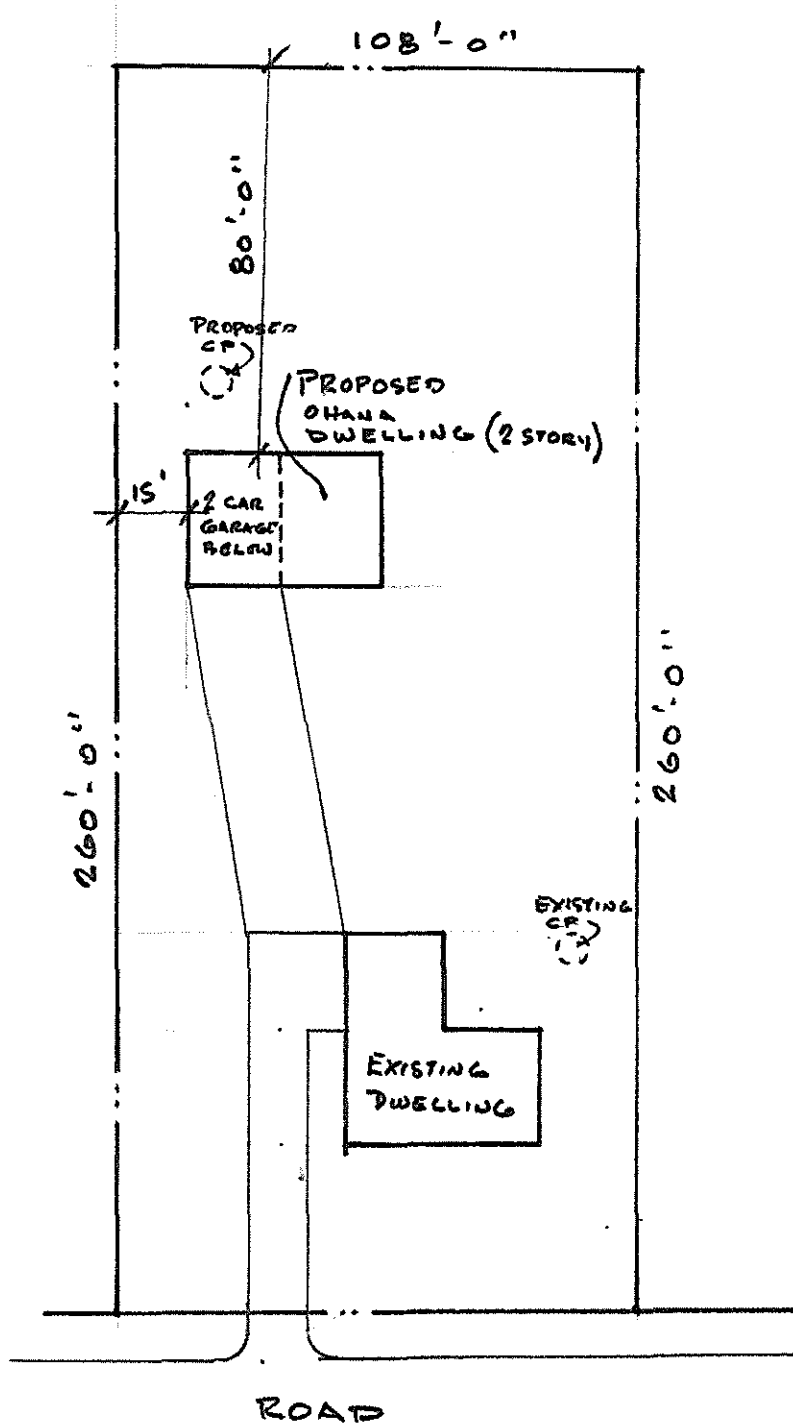 108'-0"
80'-0"
PROPOSED
CP
PROPOSED
OHANA
DWELLING (2 STORY)
15'
2 CAR
GARAGE
BELOW
260'-0"
260'-0"
EXISTING
CP
EXISTING
DWELLING
ROAD